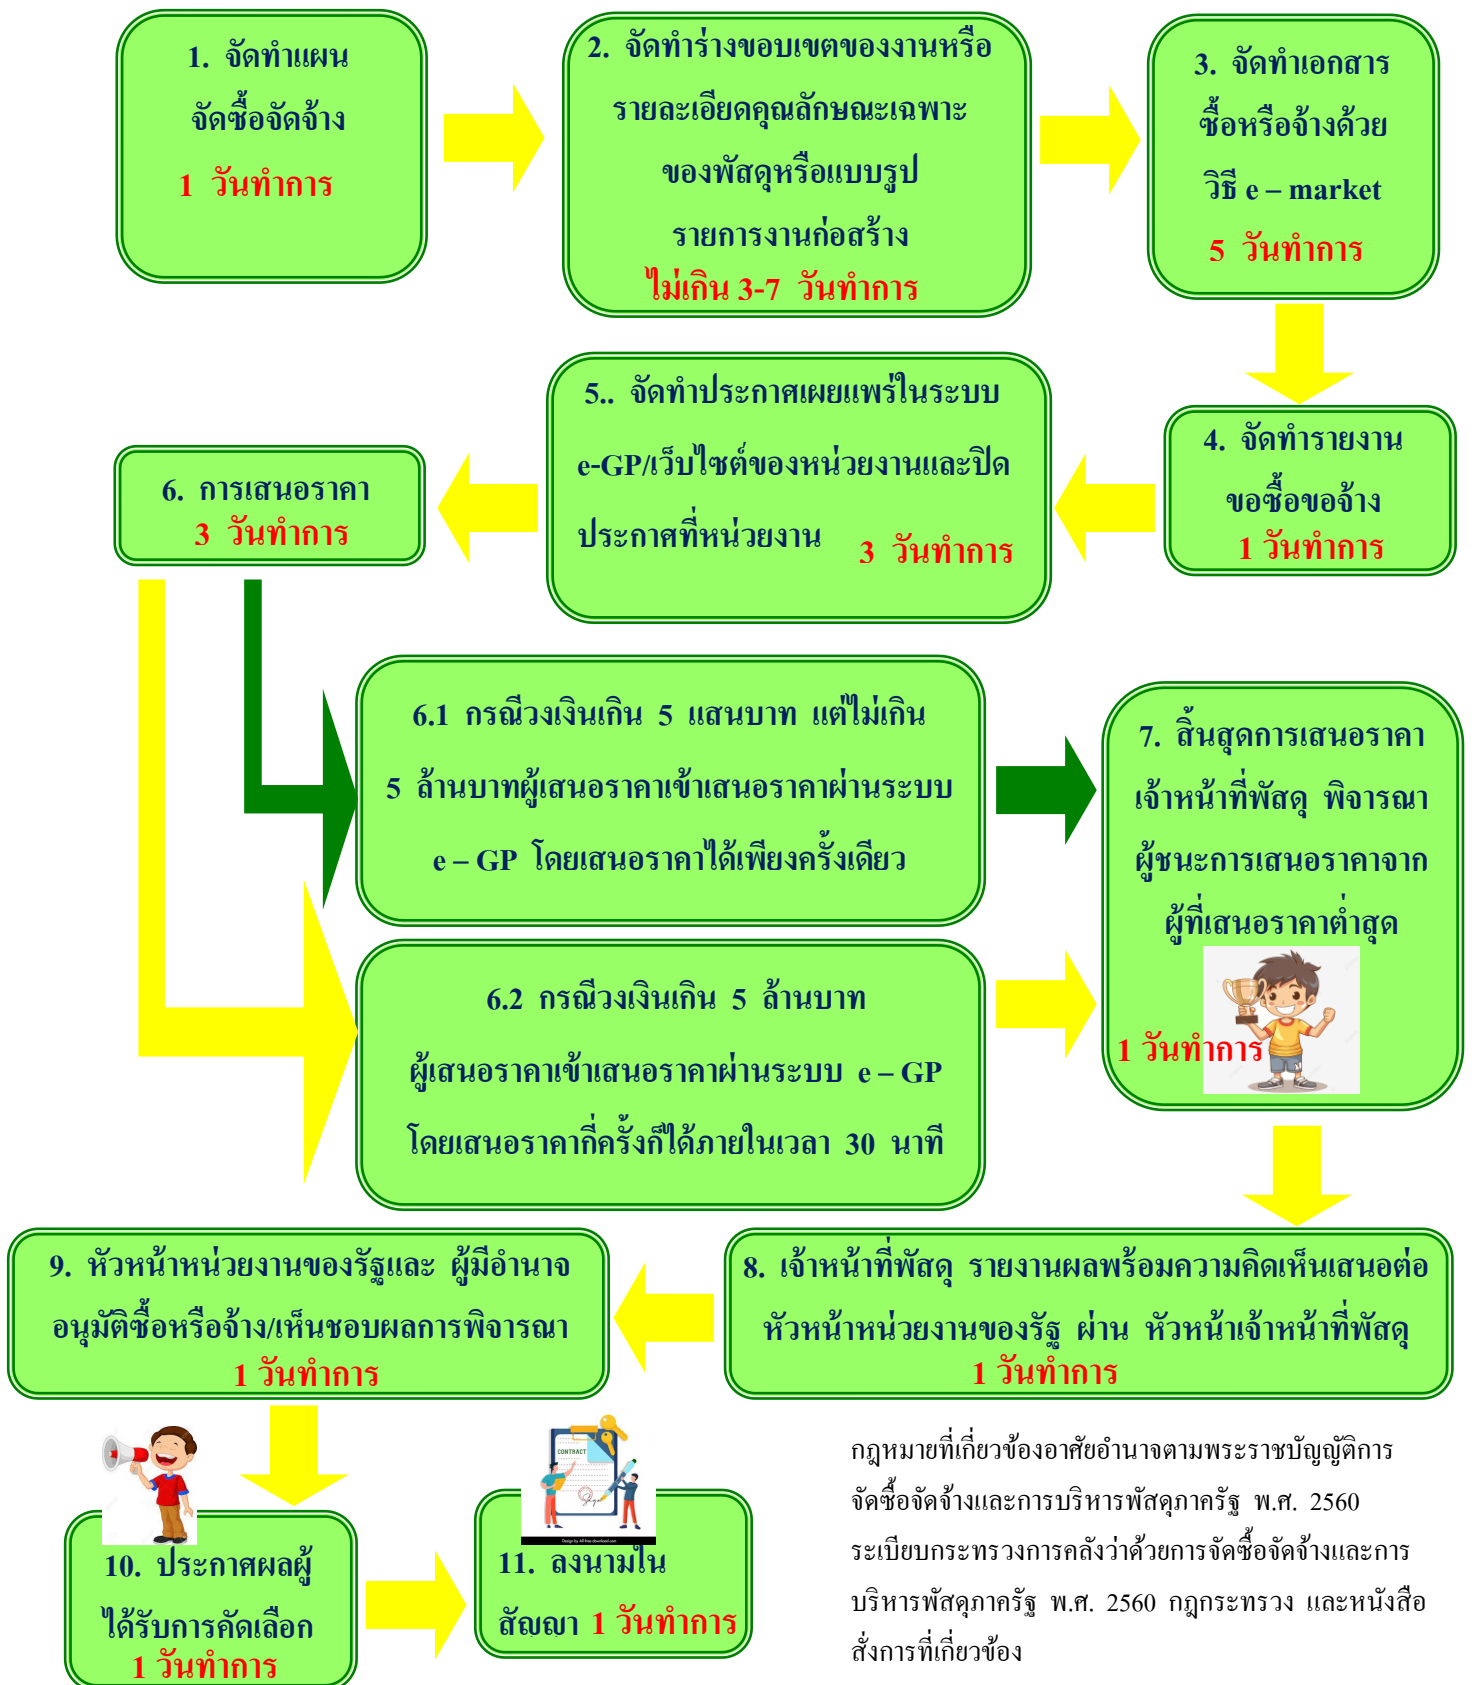 1. จัดทำแผน
จัดซื้อจัดจ้าง
1 วันทำการ
2. จัดทำร่างขอบเขตของงานหรือ
รายละเอียดคุณลักษณะเฉพาะ
ของพัสดุหรือแบบรูป
รายการงานก่อสร้าง
ไม่เกิน 3-7 วันทำการ
3. จัดทำเอกสาร
ซื้อหรือจ้างด้วย
วิธี e – market
5 วันทำการ
4. จัดทำรายงาน
ขอซื้อขอจ้าง
1 วันทำการ
5.. จัดทำประกาศเผยแพร่ในระบบ
e-GP/เว็บไซต์ของหน่วยงานและปิด
ประกาศที่หน่วยงาน 3 วันทำการ
6. การเสนอราคา
3 วันทำการ
6.1 กรณีวงเงินเกิน 5 แสนบาท แต่ไม่เกิน
5 ล้านบาทผู้เสนอราคาเข้าเสนอราคาผ่านระบบ
e – GP โดยเสนอราคาได้เพียงครั้งเดียว
6.2 กรณีวงเงินเกิน 5 ล้านบาท
ผู้เสนอราคาเข้าเสนอราคาผ่านระบบ e – GP
โดยเสนอราคากี่ครั้งก็ได้ภายในเวลา 30 นาที
7. สิ้นสุดการเสนอราคา
เจ้าหน้าที่พัสดุ พิจารณา
ผู้ชนะการเสนอราคาจาก
ผู้ที่เสนอราคาต่ำสุด
1 วันทำการ
8. เจ้าหน้าที่พัสดุ รายงานผลพร้อมความคิดเห็นเสนอต่อ
หัวหน้าหน่วยงานของรัฐ ผ่าน หัวหน้าเจ้าหน้าที่พัสดุ
1 วันทำการ
9. หัวหน้าหน่วยงานของรัฐและ ผู้มีอำนาจ
อนุมัติซื้อหรือจ้าง/เห็นชอบผลการพิจารณา
1 วันทำการ
10. ประกาศผลผู้
ได้รับการคัดเลือก
1 วันทำการ
CONTRACT
Design by All-free-download.com
11. ลงนามใน
สัญญา 1 วันทำการ
กฎหมายที่เกี่ยวข้องอาศัยอำนาจตามพระราชบัญญัติการ
จัดซื้อจัดจ้างและการบริหารพัสดุภาครัฐ พ.ศ. 2560
ระเบียบกระทรวงการคลังว่าด้วยการจัดซื้อจัดจ้างและการ
บริหารพัสดุภาครัฐ พ.ศ. 2560 กฎกระทรวง และหนังสือ
สั่งการที่เกี่ยวข้อง